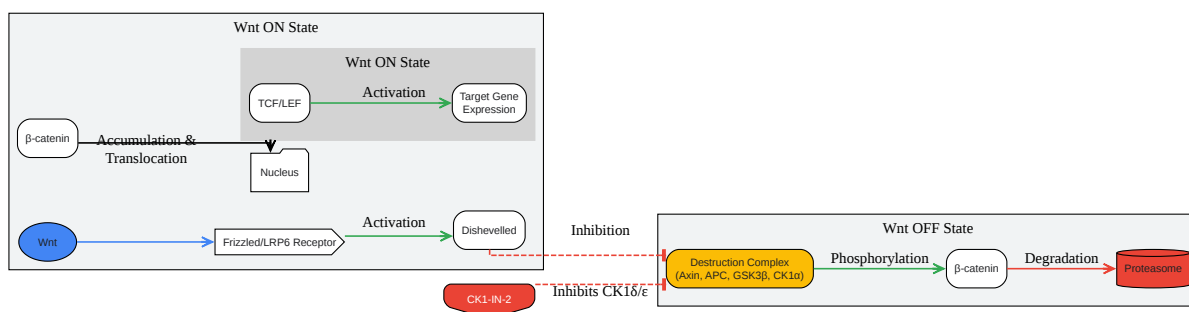 Wnt ON State
Wnt ON State
TCF/LEF
Activation
Target Gene
Expression
β-catenin
Accumulation &
Translocation
Nucleus
Wnt
Frizzled/LRP6 Receptor
Activation
Dishevelled
Inhibition
Wnt OFF State
Destruction Complex
(Axin, APC, GSK3β, CK1α)
Phosphorylation
β-catenin
Degradation
Proteasome
CK1-IN-2
Inhibits CK1δ/ε